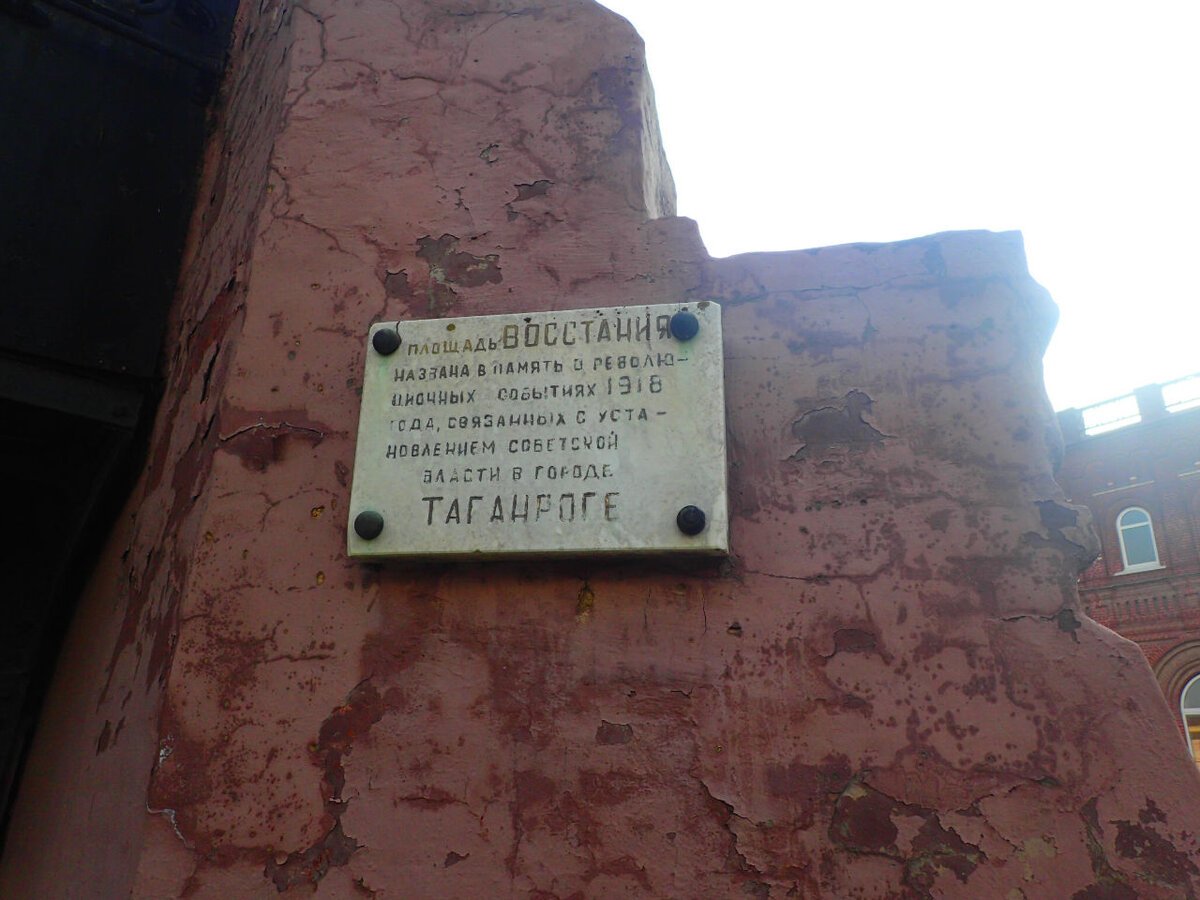 ПЛОЩАДЬ ВОССТАНИЯ
НАЗВАНА В ПАМЯТЬ О РЕВОЛЮ-
ЦИОННЫХ СОБЫТИЯХ 1918
ГОДА, СВЯЗАННЫХ С УСТА-
НОВЛЕНИЕМ СОВЕТСКОЙ
ВЛАСТИ В ГОРОДЕ
ТАГАНРОГЕ